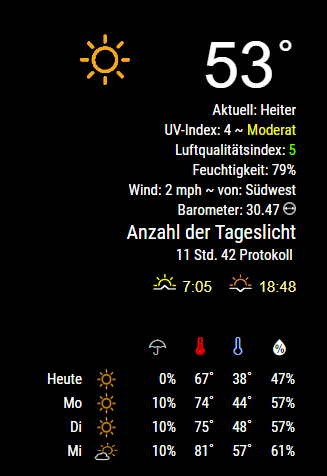 53°
Aktuell: Heiter
UV-Index: 4 ~ Moderat
Luftqualitätsindex: 5
Feuchtigkeit: 79%
Wind: 2 mph ~ von: Südwest
Barometer: 30.47
Anzahl der Tageslicht
11 Std. 42 Protokoll
7:05 18:48
%
Heute 0% 67° 38° 47%
Mo 10% 74° 44° 57%
Di 10% 75° 48° 57%
Mi 10% 81° 57° 61%